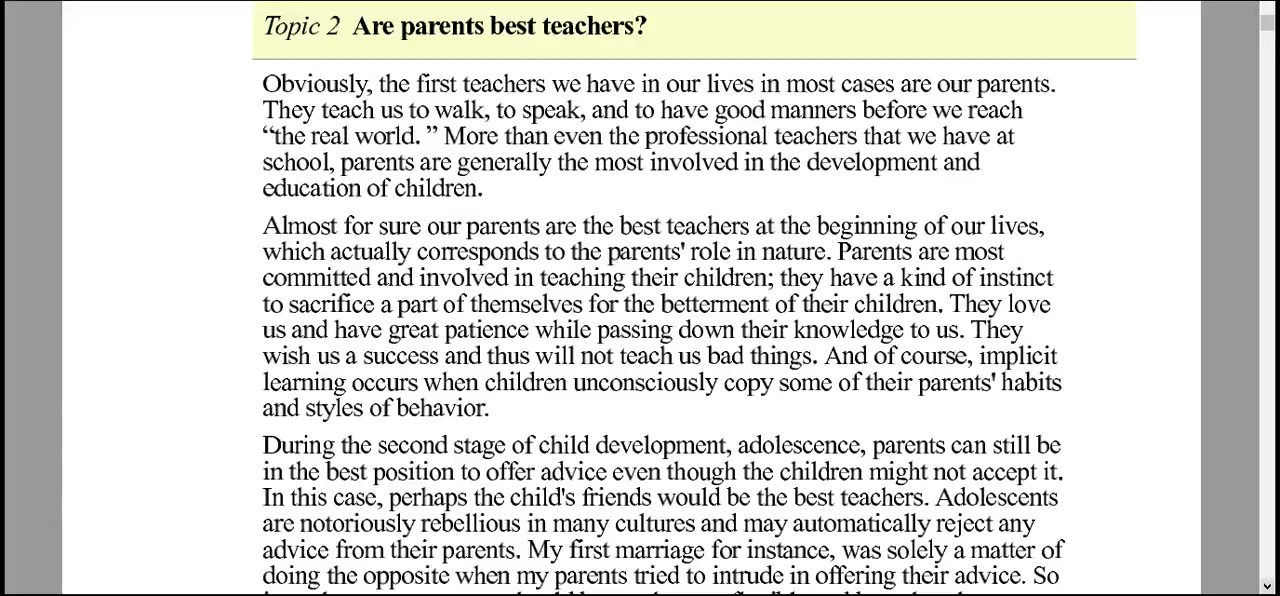 Topic 2 Are parents best teachers?
Obviously, the first teachers we have in our lives in most cases are our parents.
They teach us to walk, to speak, and to have good manners before we reach
“the real world. ” More than even the professional teachers that we have at
school, parents are generally the most involved in the development and
education of children.
Almost for sure our parents are the best teachers at the beginning of our lives,
which actually corresponds to the parents' role in nature. Parents are most
committed and involved in teaching their children; they have a kind of instinct
to sacrifice a part of themselves for the betterment of their children. They love
us and have great patience while passing down their knowledge to us. They
wish us a success and thus will not teach us bad things. And of course, implicit
learning occurs when children unconsciously copy some of their parents' habits
and styles of behavior.
During the second stage of child development, adolescence, parents can still be
in the best position to offer advice even though the children might not accept it.
In this case, perhaps the child's friends would be the best teachers. Adolescents
are notoriously rebellious in many cultures and may automatically reject any
advice from their parents. My first marriage for instance, was solely a matter of
doing the opposite when my parents tried to intrude in offering their advice. So